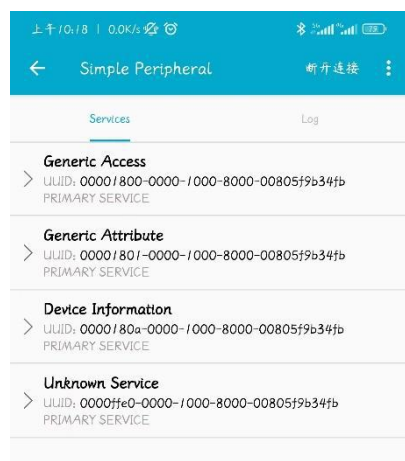 上午10:18 | 0.0K/s
73
Simple Peripheral
断开连接
Services
Log
Generic Access
UUID: 00001800-0000-1000-8000-00805f9b34fb
PRIMARY SERVICE
Generic Attribute
UUID: 00001801-0000-1000-8000-00805f9b34fb
PRIMARY SERVICE
Device Information
UUID: 0000180a-0000-1000-8000-00805f9b34fb
PRIMARY SERVICE
Unknown Service
UUID: 0000ffe0-0000-1000-8000-00805f9b34fb
PRIMARY SERVICE